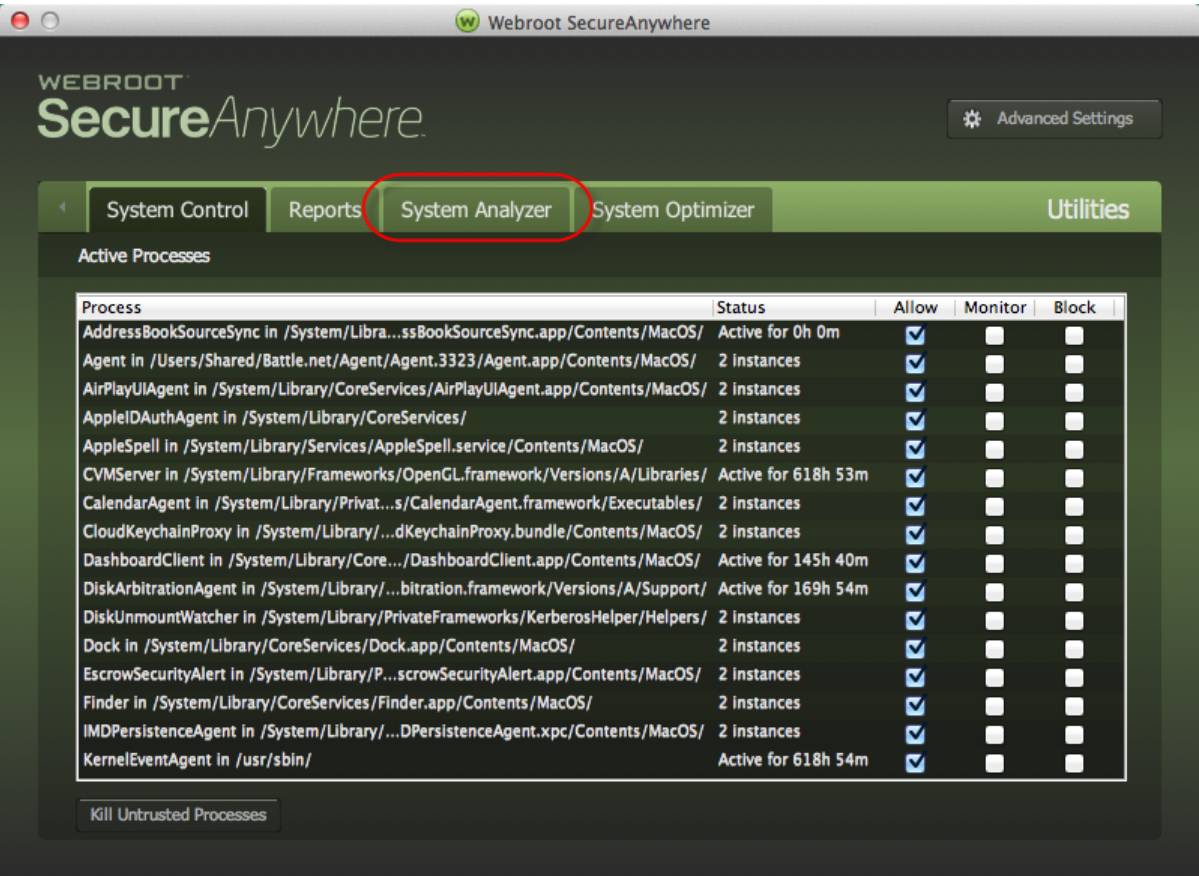 Webroot SecureAnywhere
WEBROOT
SecureAnywhere.
Advanced Settings
System Control Reports System Analyzer System Optimizer Utilities
Active Processes
Process Status Allow Monitor Block
AddressBookSourceSync in /System/Libra...ssBookSourceSync.app/Contents/MacOS/ Active for 0h 0m
Agent in /Users/Shared/Battle.net/Agent/Agent.3323/Agent.app/Contents/MacOS/ 2 instances
AirPlayUIAgent in /System/Library/CoreServices/AirPlayUIAgent.app/Contents/MacOS/ 2 instances
AppleIDAuthAgent in /System/Library/CoreServices/ 2 instances
AppleSpell in /System/Library/Services/AppleSpell.service/Contents/MacOS/ 2 instances
CVMServer in /System/Library/Frameworks/OpenGL.framework/Versions/A/Libraries/ Active for 618h 53m
CalendarAgent in /System/Library/Privat...s/CalendarAgent.framework/Executables/ 2 instances
CloudKeychainProxy in /System/Library/...dKeychainProxy.bundle/Contents/MacOS/ 2 instances
DashboardClient in /System/Library/Core.../DashboardClient.app/Contents/MacOS/ Active for 145h 40m
DiskArbitrationAgent in /System/Library/...bitration.framework/Versions/A/Support/ Active for 169h 54m
DiskUnmountWatcher in /System/Library/PrivateFrameworks/KerberosHelper/Helpers/ 2 instances
Dock in /System/Library/CoreServices/Dock.app/Contents/MacOS/ 2 instances
EscrowSecurityAlert in /System/Library/P...scrowSecurityAlert.app/Contents/MacOS/ 2 instances
Finder in /System/Library/CoreServices/Finder.app/Contents/MacOS/ 2 instances
IMDPersistenceAgent in /System/Library/...DPersistenceAgent.xpc/Contents/MacOS/ 2 instances
KernelEventAgent in /usr/sbin/ Active for 618h 54m
Kill Untrusted Processes